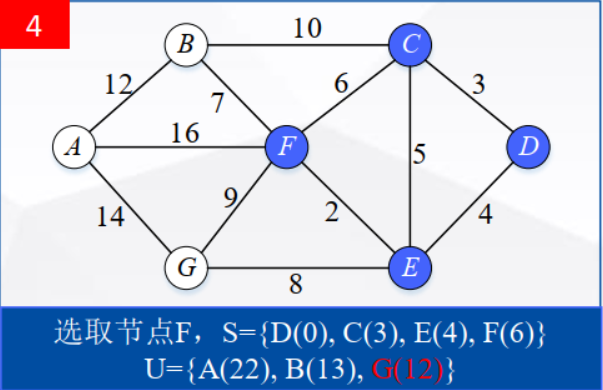 4
B
10
C
12
7
6
3
A
16
F
5
D
14
9
2
4
G
8
E
选取节点F，S={D(0), C(3), E(4), F(6)}
U={A(22), B(13), G(12)}